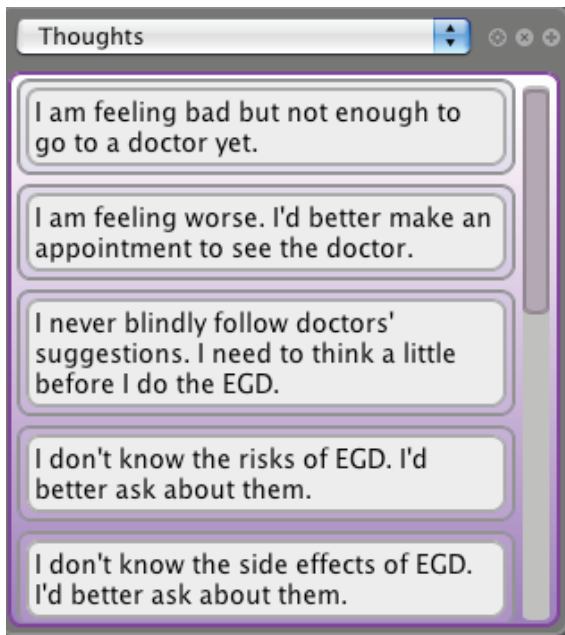 Thoughts
I am feeling bad but not enough to
go to a doctor yet.
I am feeling worse. I'd better make an
appointment to see the doctor.
I never blindly follow doctors'
suggestions. I need to think a little
before I do the EGD.
I don't know the risks of EGD. I'd
better ask about them.
I don't know the side effects of EGD.
I'd better ask about them.